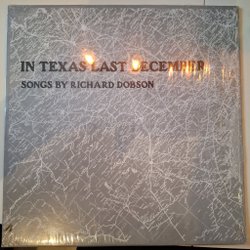 IN TEXAS LAST DECEMBER
SONGS BY RICHARD DOBSON